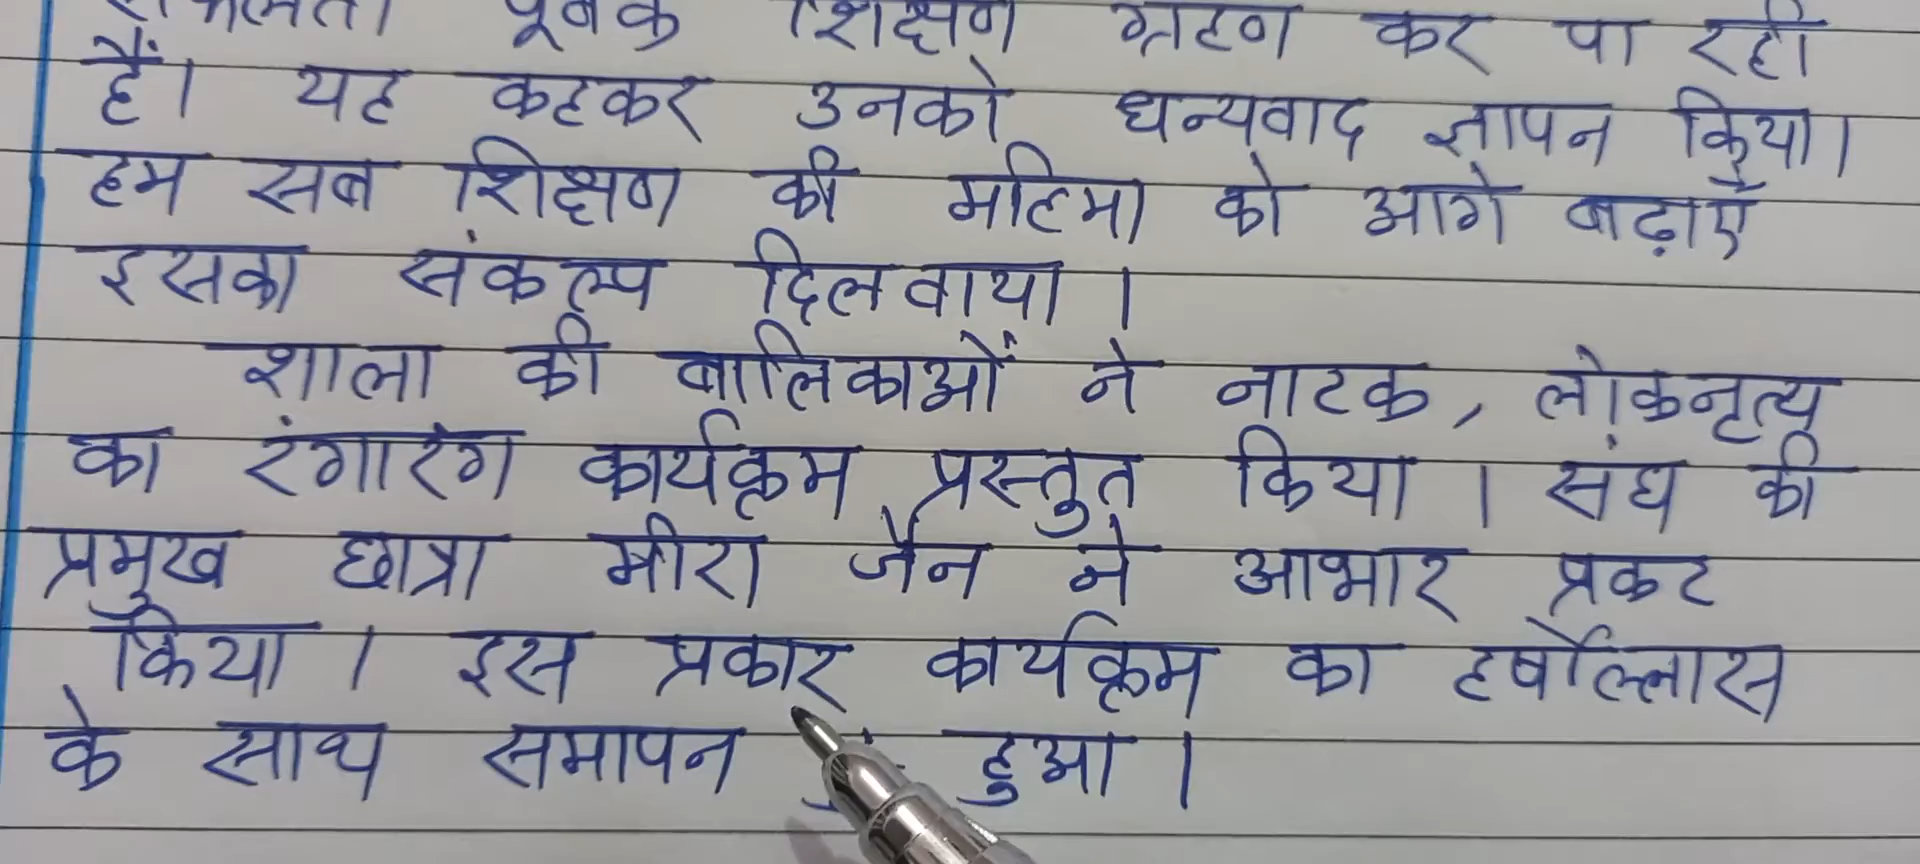 सफलता पूर्वक शिक्षण ग्रहण कर पा रही
हैं। यह कहकर उनको धन्यवाद ज्ञापन किया।
हम सब शिक्षण की महिमा को आगे बढ़ाएँ
इसका संकल्प दिलवाया।
शाला की बालिकाओं ने नाटक, लोकनृत्य
का रंगारंग कार्यक्रम प्रस्तुत किया। संघ की
प्रमुख छात्रा मीरा जैन ने आभार प्रकट
किया। इस प्रकार कार्यक्रम का हर्षोल्लास
के साथ समापन हुआ।